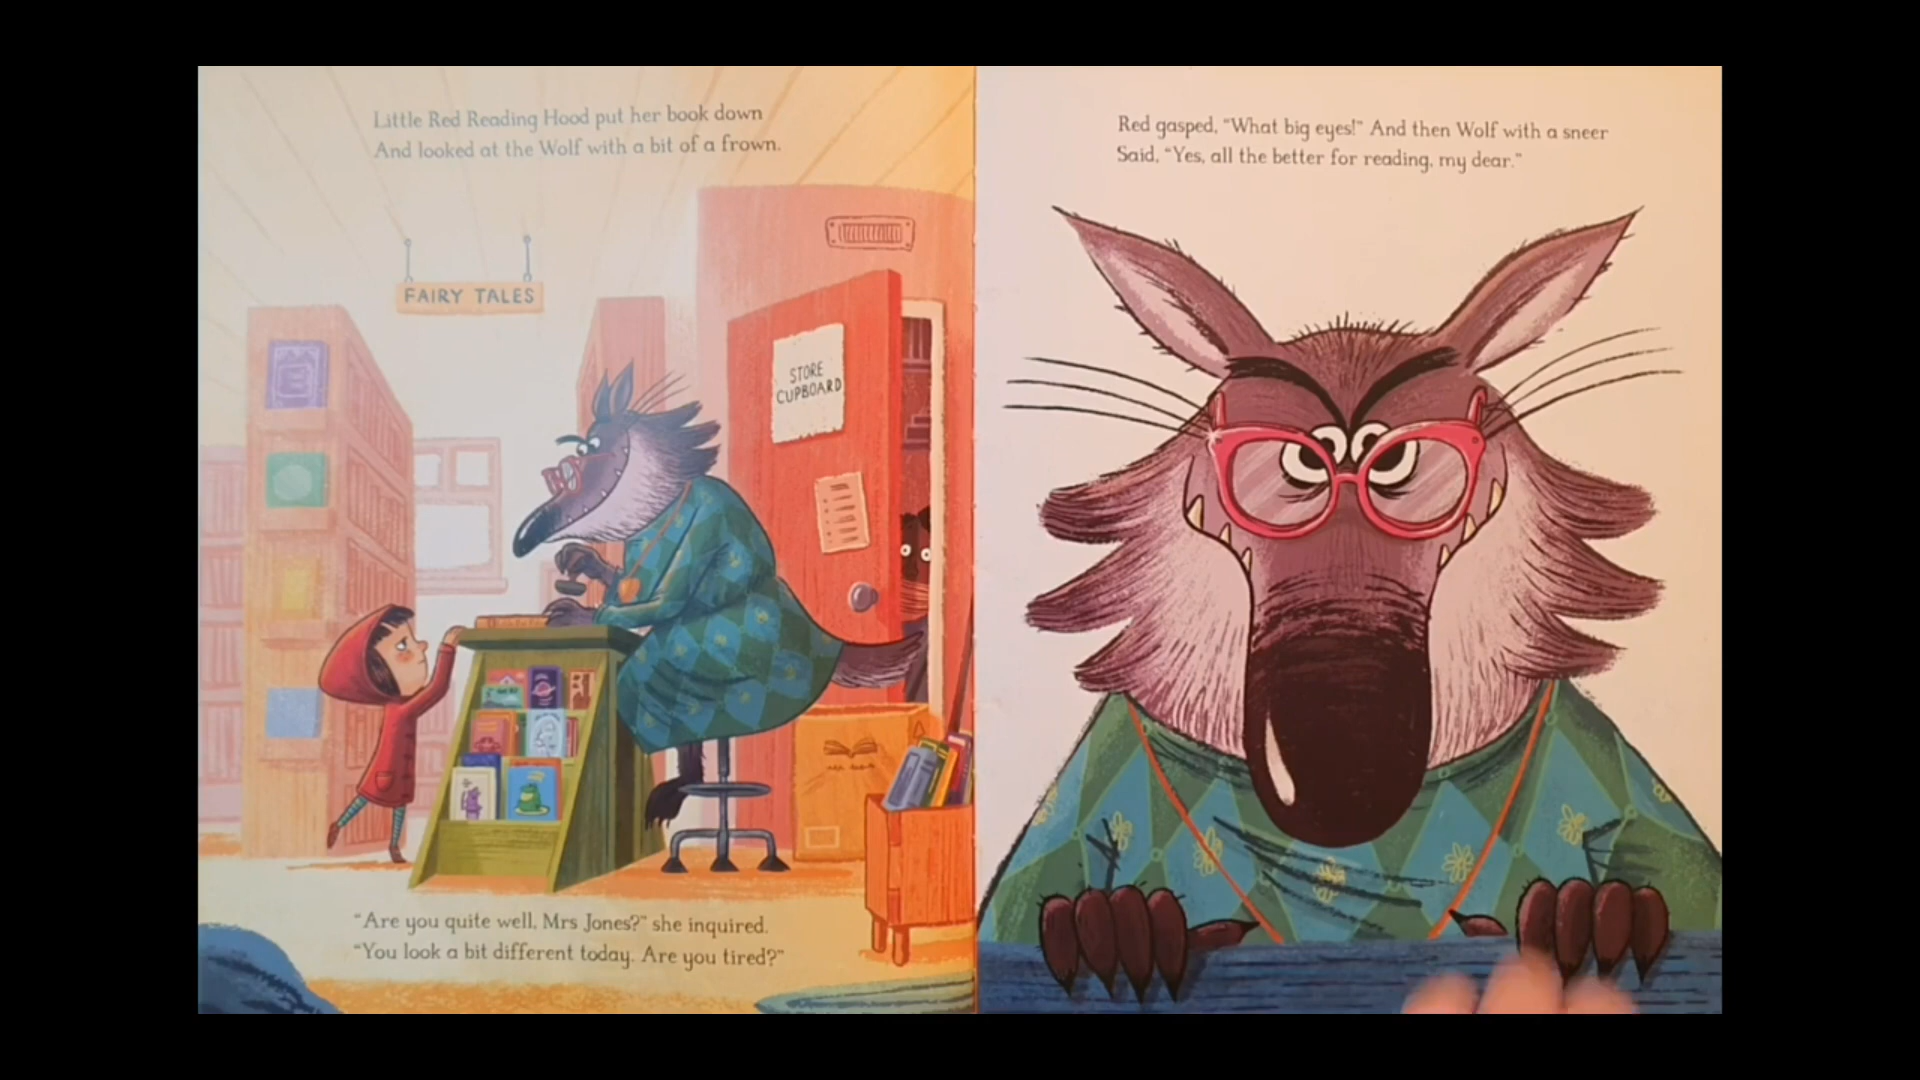 Little Red Reading Hood put her book down
And looked at the Wolf with a bit of a frown.
FAIRY TALES
STORE
CUPBOARD
“Are you quite well, Mrs Jones?” she inquired.
“You look a bit different today. Are you tired?”
Red gasped, “What big eyes!” And then Wolf with a sneer
Said, “Yes, all the better for reading, my dear.”